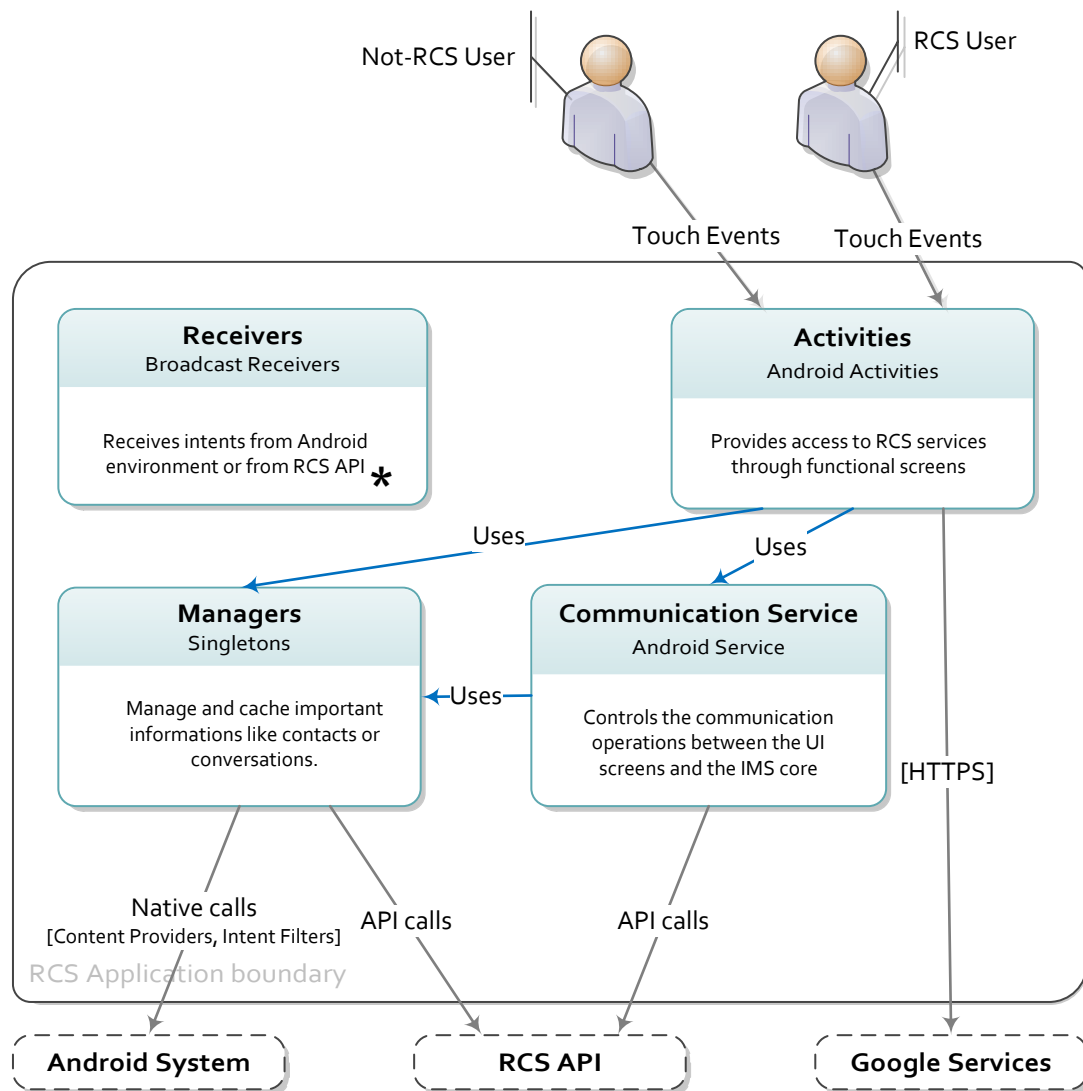 Not-RCS User
RCS User
Touch Events
Touch Events
Receivers
Broadcast Receivers
Receives intents from Android
environment or from RCS API *
Activities
Android Activities
Provides access to RCS services
through functional screens
Uses
Uses
Managers
Singletons
Manage and cache important
informations like contacts or
conversations.
Uses
Communication Service
Android Service
Controls the communication
operations between the UI
screens and the IMS core
[HTTPS]
Native calls
[Content Providers, Intent Filters]
API calls
API calls
RCS Application boundary
Android System
RCS API
Google Services